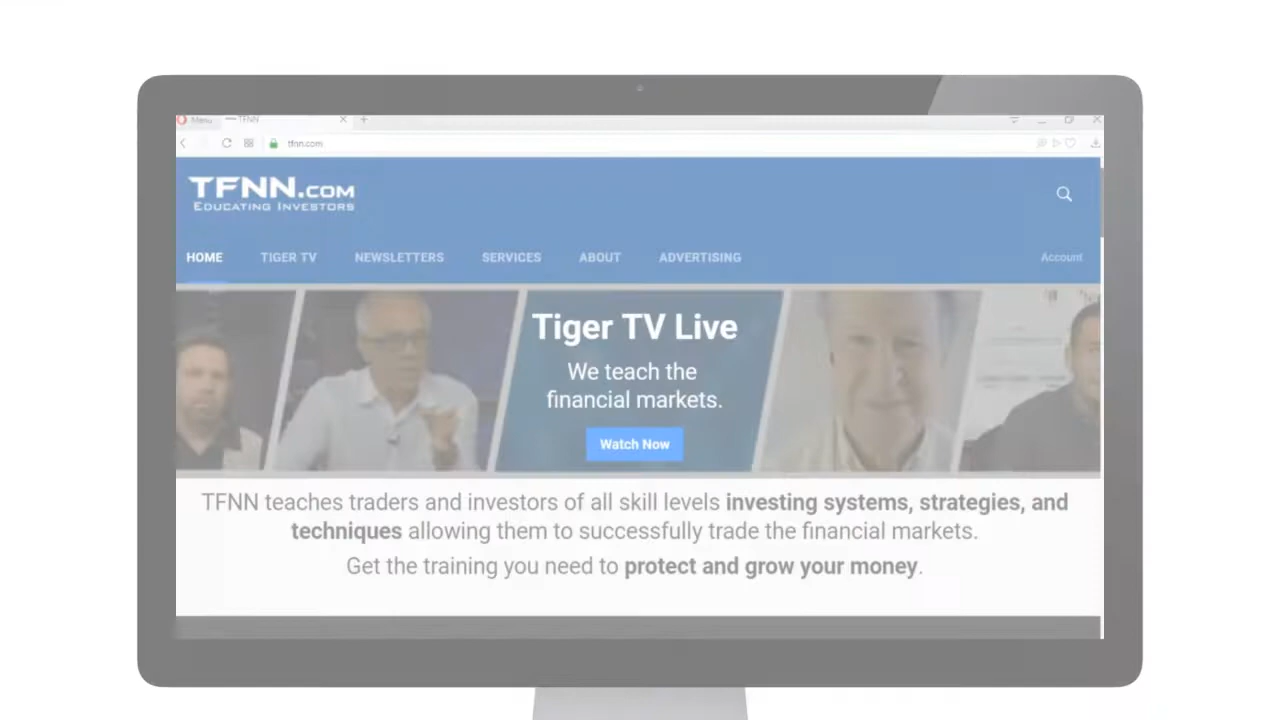 Menu
TFNN
tfnn.com
TFNN.COM
EDUCATING INVESTORS
HOME TIGER TV NEWSLETTERS SERVICES ABOUT ADVERTISING Account
Tiger TV Live
We teach the
financial markets.
Watch Now
TFNN teaches traders and investors of all skill levels investing systems, strategies, and
techniques allowing them to successfully trade the financial markets.
Get the training you need to protect and grow your money.